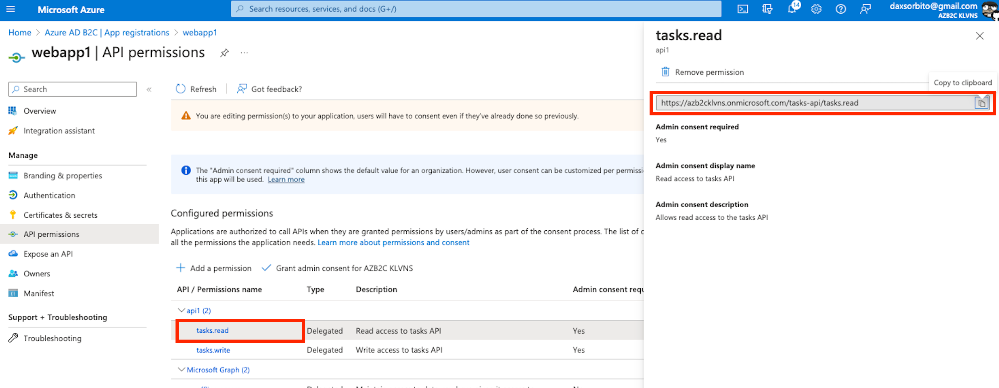 Microsoft Azure
Search resources, services, and docs (G+/)
14
daxsorbito@gmail.com
AZB2C KLVNS
Home > Azure AD B2C | App registrations > webapp1
webapp1 | API permissions ...
Search
«
Overview
Integration assistant
Manage
Branding & properties
Authentication
Certificates & secrets
API permissions
Expose an API
Owners
Manifest
Support + Troubleshooting
Troubleshooting
Refresh
Got feedback?
You are editing permission(s) to your application, users will have to consent even if they've already done so previously.
The "Admin consent required" column shows the default value for an organization. However, user consent can be customized per permissi
this app will be used. Learn more
Configured permissions
Applications are authorized to call APIs when they are granted permissions by users/admins as part of the consent process. The list of c
all the permissions the application needs. Learn more about permissions and consent
Add a permission
Grant admin consent for AZB2C KLVNS
API / Permissions name Type Description Admin consent requ
api1 (2)
tasks.read Delegated Read access to tasks API Yes
tasks.write Delegated Write access to tasks API Yes
Microsoft Graph (2)
tasks.read
api1
Remove permission
Copy to clipboard
https://azb2cklvns.onmicrosoft.com/tasks-api/tasks.read
Admin consent required
Yes
Admin consent display name
Read access to tasks API
Admin consent description
Allows read access to the tasks API